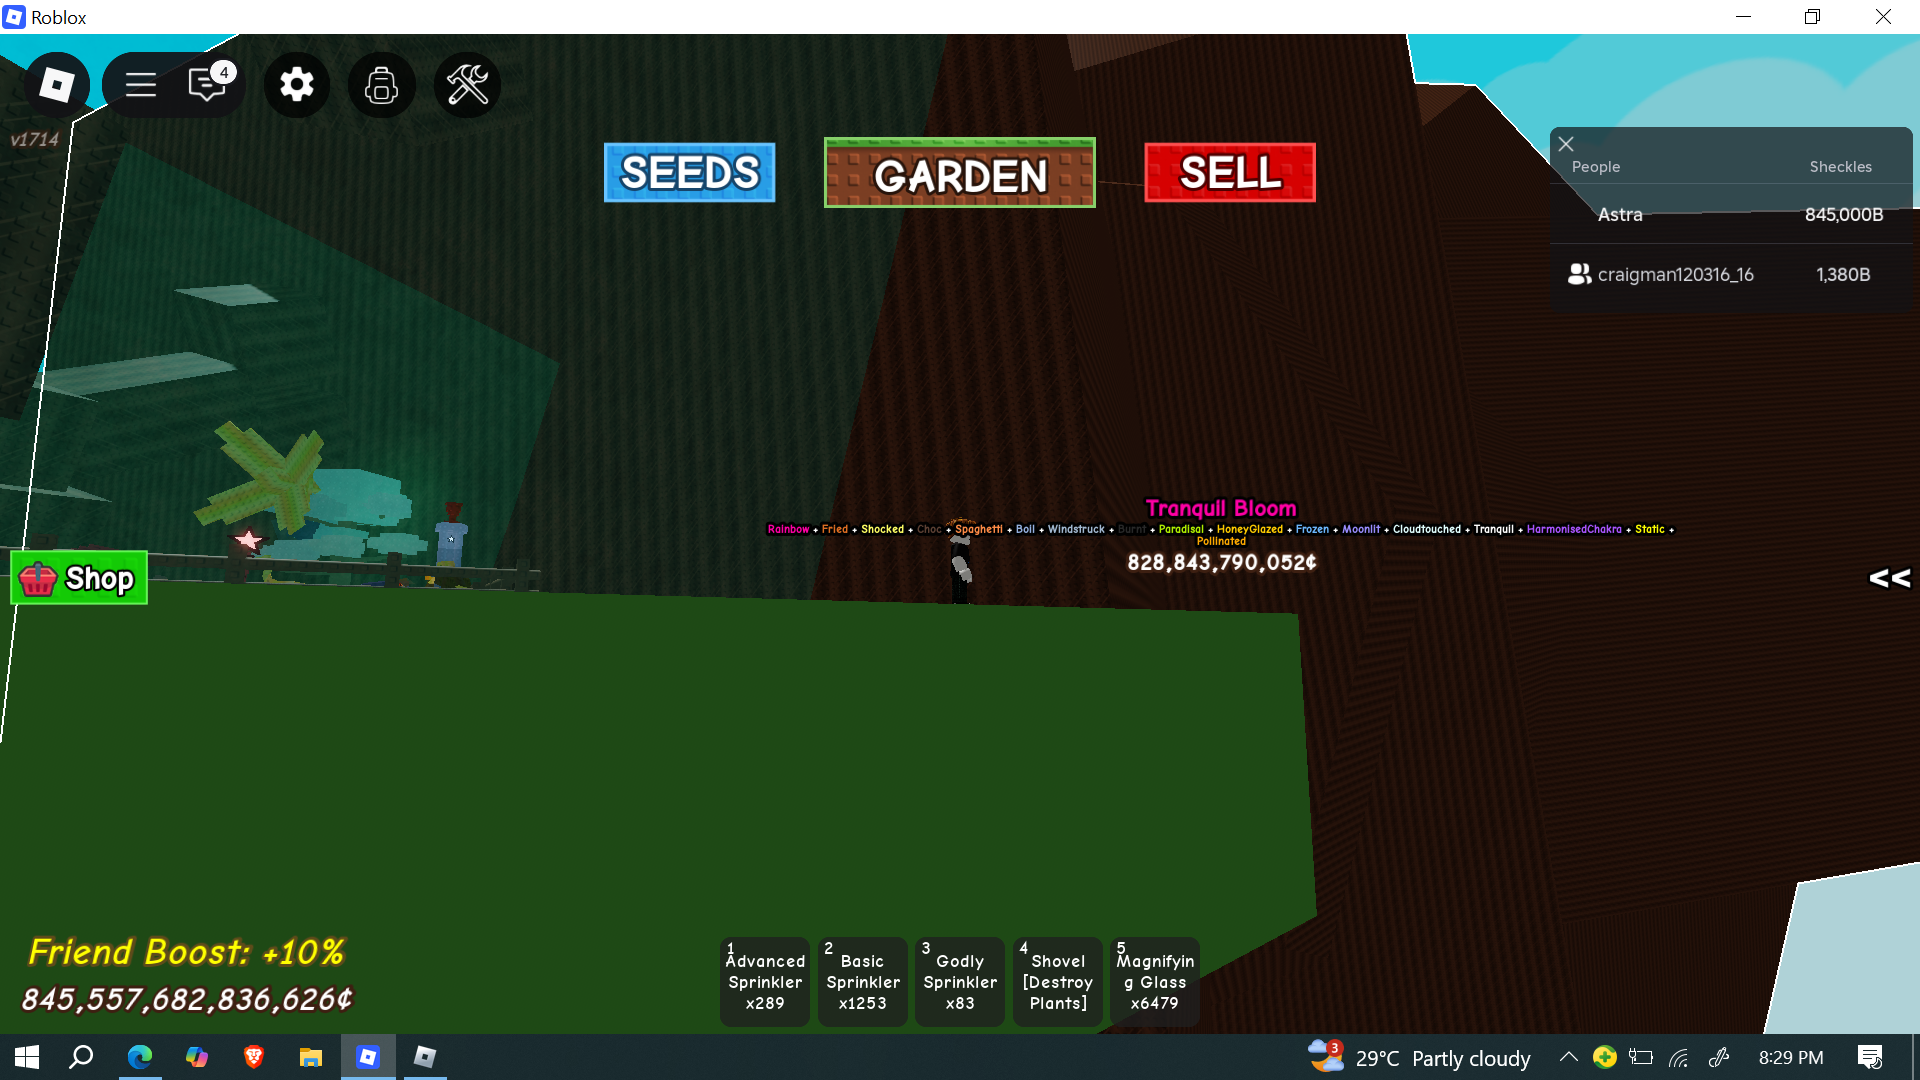 Roblox
4
v1714
SEEDS
GARDEN
SELL
People Sheckles
Astra 845,000B
craigman120316_16 1,380B
Tranquil Bloom
Rainbow + Fried + Shocked + Choc + Spaghetti + Boil + Windstruck + Burnt + Paradisal + HoneyGlazed + Frozen + Moonlit + Cloudtouched + Tranquil + HarmonisedChakra + Static +
Pollinated
828,843,790,052¢
Shop
<<
Friend Boost: +10%
845,557,682,836,626¢
1
Advanced
Sprinkler
x289
2
Basic
Sprinkler
x1253
3
Godly
Sprinkler
x83
4
Shovel
[Destroy
Plants]
5
Magnifyin
g Glass
x6479
3
29°C Partly cloudy
8:29 PM